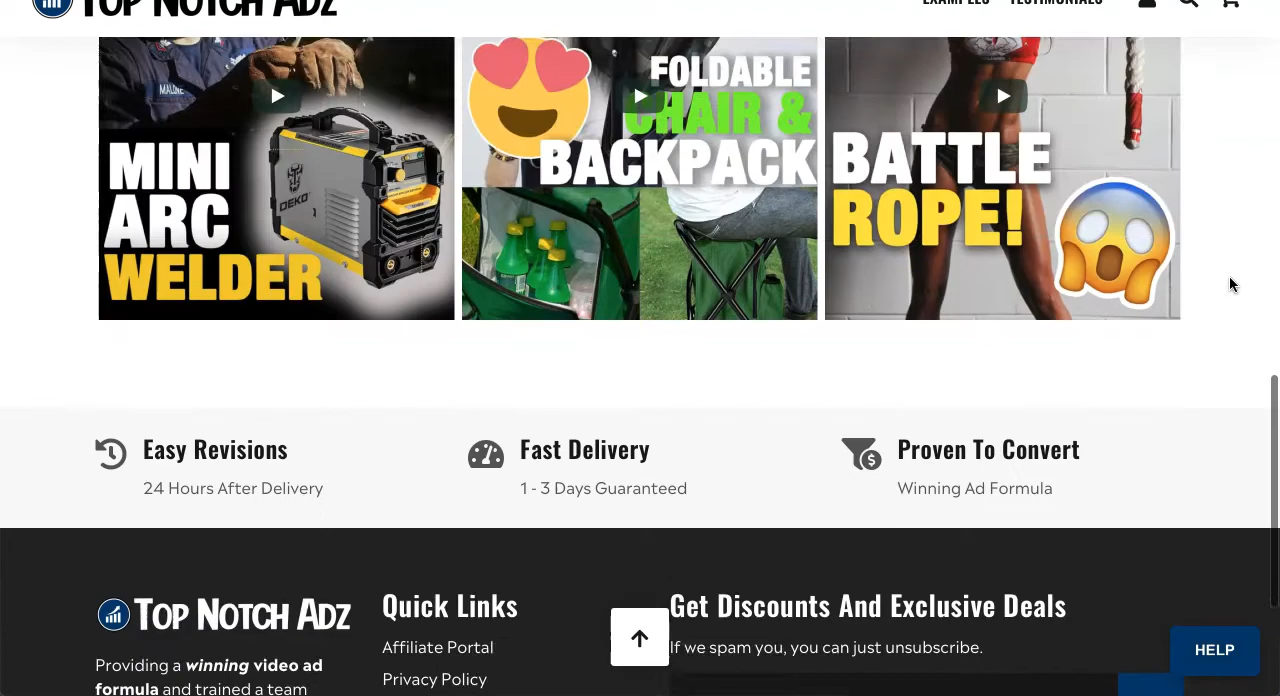 TOP NOTCH ADZ
EXAMPLES TESTIMONIALS
MALONE
MINI
ARC
WELDER
DEKO
FOLDABLE
CHAIR &
BACKPACK
BATTLE
ROPE!
Easy Revisions
24 Hours After Delivery
Fast Delivery
1 - 3 Days Guaranteed
Proven To Convert
Winning Ad Formula
TOP NOTCH ADZ
Providing a winning video ad
formula and trained a team
Quick Links
Affiliate Portal
Privacy Policy
Get Discounts And Exclusive Deals
If we spam you, you can just unsubscribe.
HELP